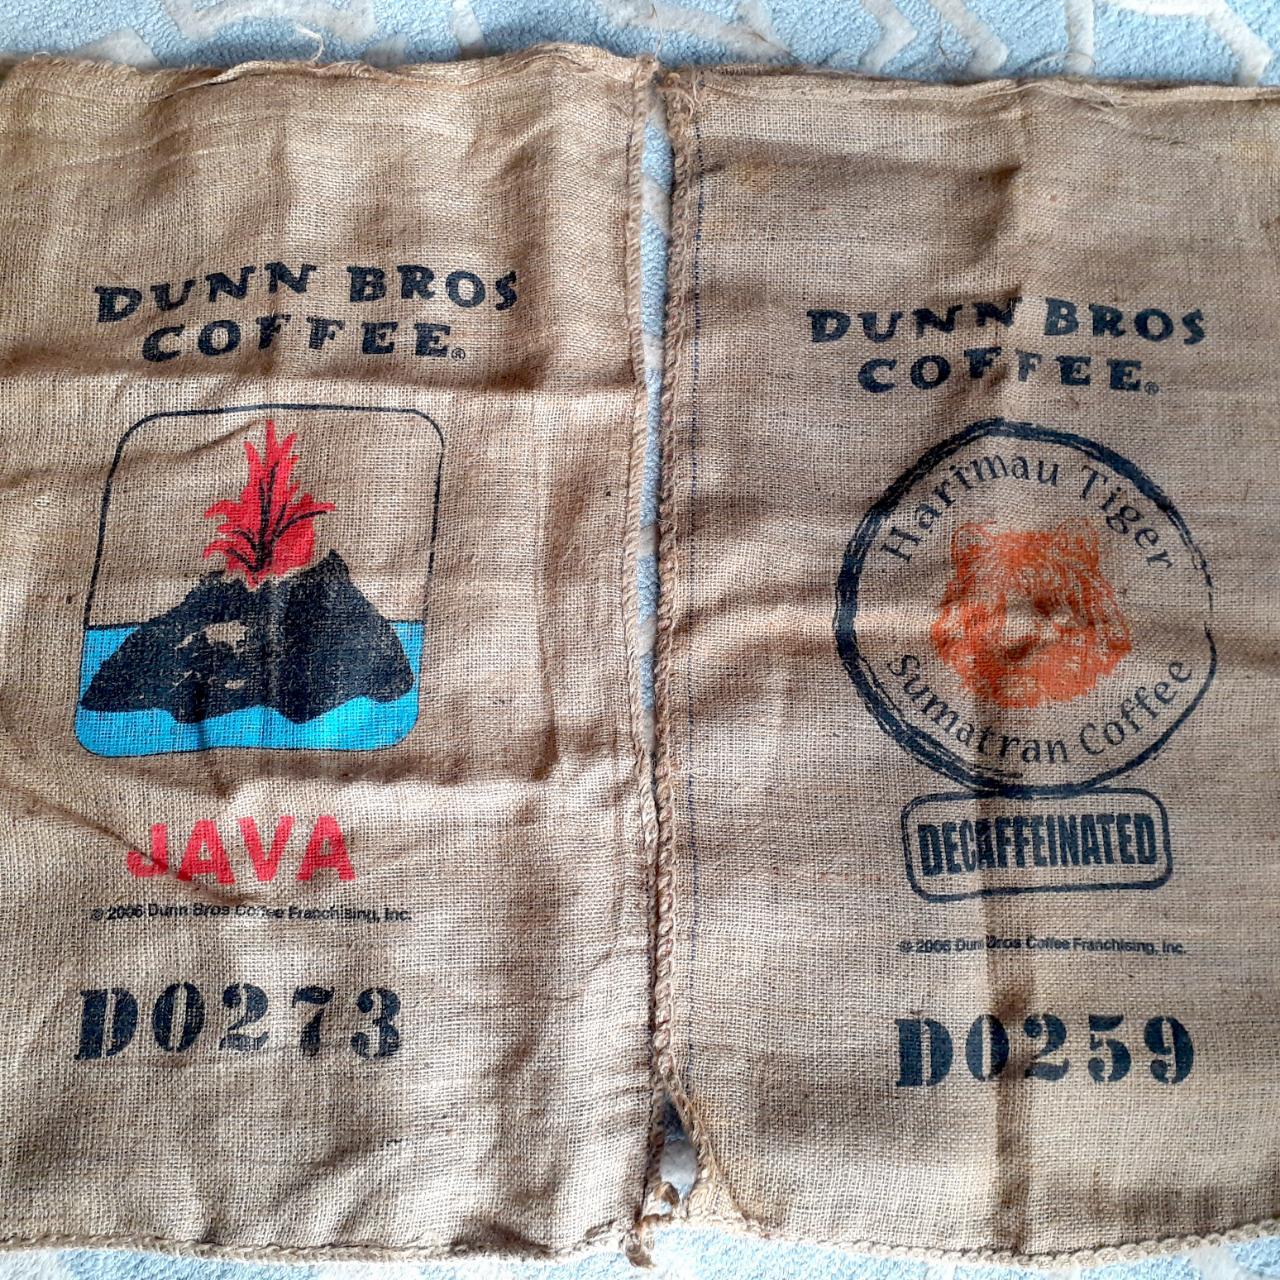 DUNN BROS
COFFEE®
JAVA
© 2006 Dunn Bros Coffee Franchising, Inc.
D0273
DUNN BROS
COFFEE®
Harimau Tiger
Sumatran Coffee
DECAFFEINATED
© 2006 Dunn Bros Coffee Franchising, Inc.
D0259